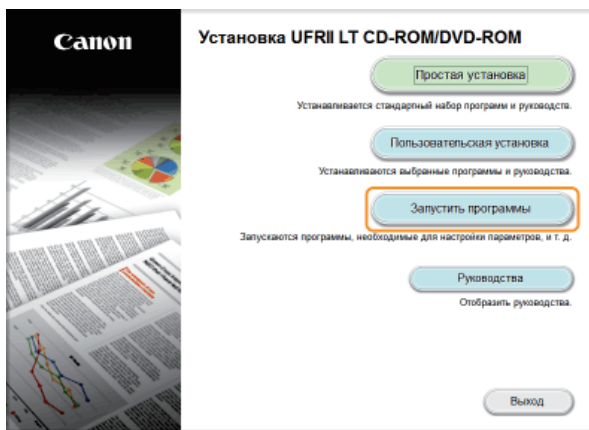 Canon
Установка UFRII LT CD-ROM/DVD-ROM
Простая установка
Устанавливается стандартный набор программ и руководств.
Пользовательская установка
Устанавливаются выбранные программы и руководства.
Запустить программы
Запускаются программы, необходимые для настройки параметров, и т. д.
Руководства
Отобразить руководства.
Выход